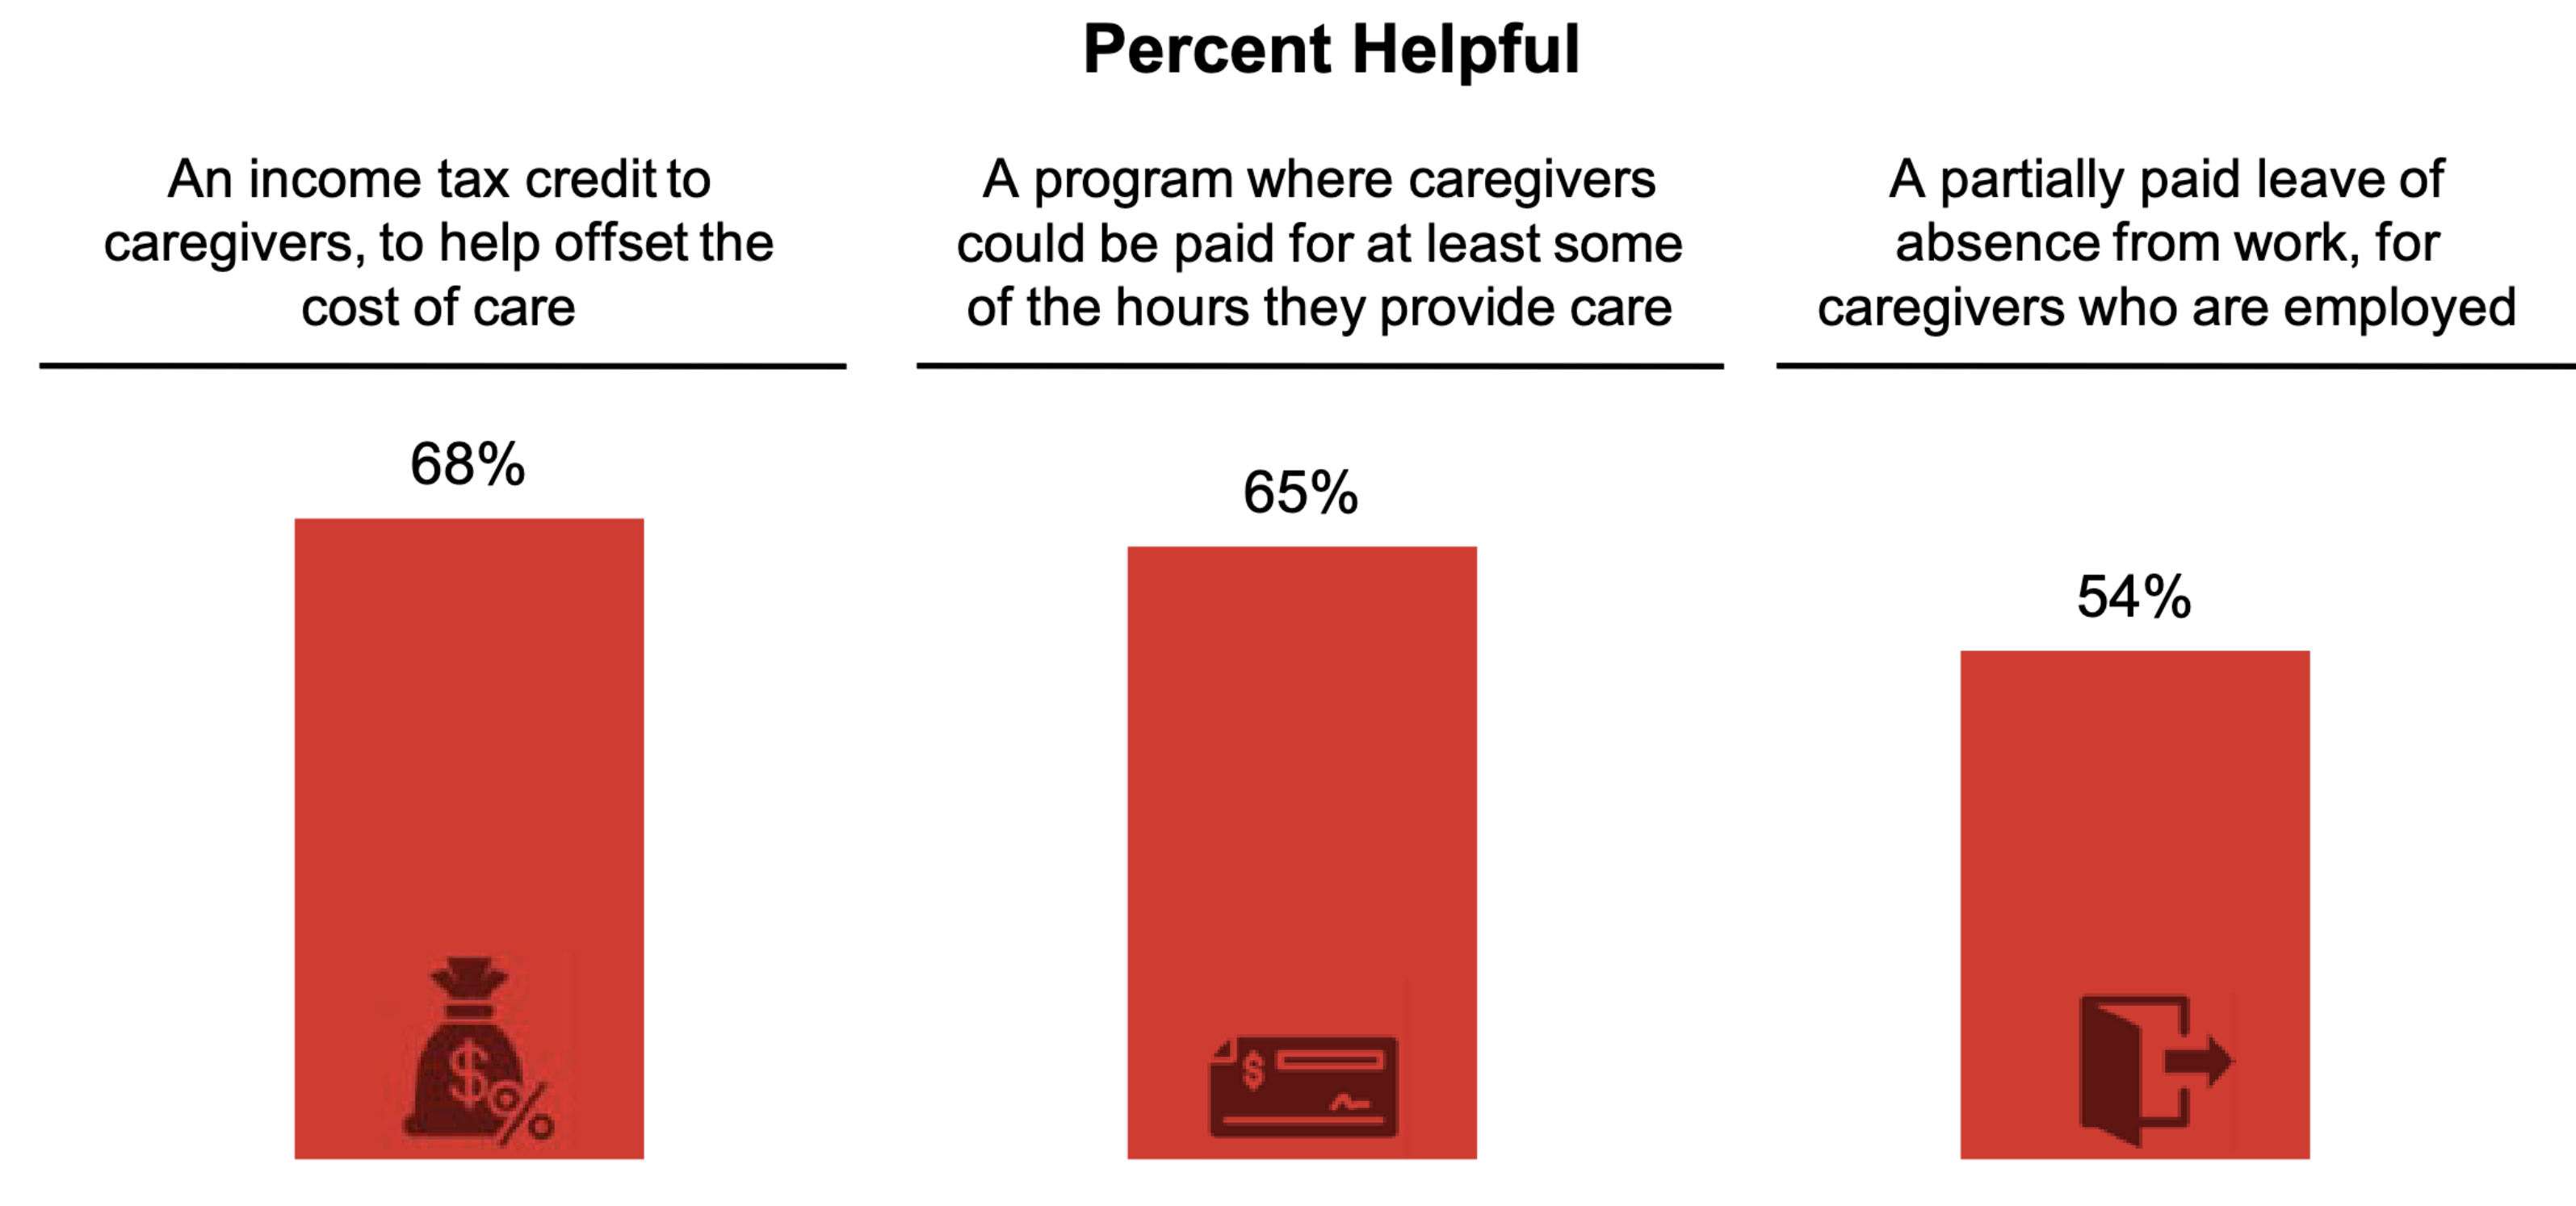 Percent Helpful
An income tax credit to
caregivers, to help offset the
cost of care
A program where caregivers
could be paid for at least some
of the hours they provide care
A partially paid leave of
absence from work, for
caregivers who are employed
68%
65%
54%
$%
$